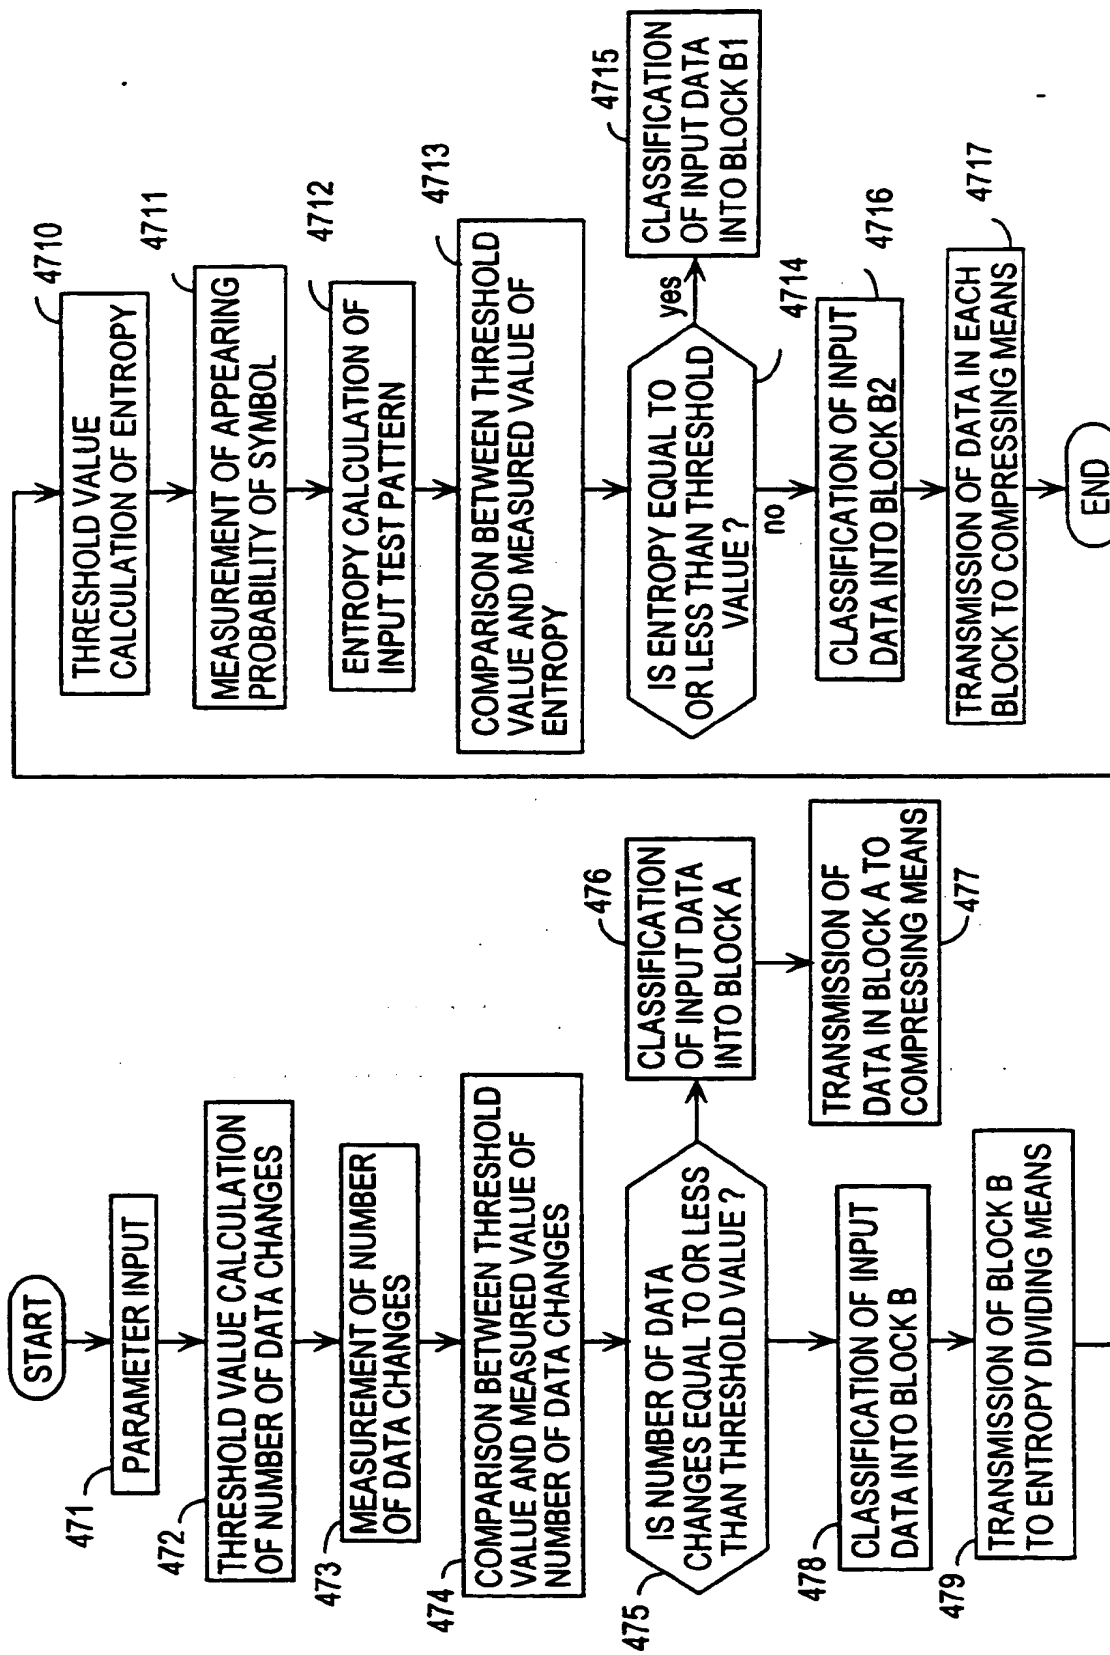 START
471
PARAMETER INPUT
472
THRESHOLD VALUE CALCULATION
OF NUMBER OF DATA CHANGES
473
MEASUREMENT OF NUMBER
OF DATA CHANGES
474
COMPARISON BETWEEN THRESHOLD
VALUE AND MEASURED VALUE OF
NUMBER OF DATA CHANGES
475
IS NUMBER OF DATA
CHANGES EQUAL TO OR LESS
THAN THRESHOLD VALUE ?
476
CLASSIFICATION
OF INPUT DATA
INTO BLOCK A
TRANSMISSION OF
DATA IN BLOCK A TO
COMPRESSING MEANS
477
478
CLASSIFICATION OF INPUT
DATA INTO BLOCK B
479
TRANSMISSION OF BLOCK B
TO ENTROPY DIVIDING MEANS
4710
THRESHOLD VALUE
CALCULATION OF ENTROPY
4711
MEASUREMENT OF APPEARING
PROBABILITY OF SYMBOL
4712
ENTROPY CALCULATION OF
INPUT TEST PATTERN
4713
COMPARISON BETWEEN THRESHOLD
VALUE AND MEASURED VALUE OF
ENTROPY
IS ENTROPY EQUAL TO
OR LESS THAN THRESHOLD
VALUE ?
4714
yes
4715
CLASSIFICATION
OF INPUT DATA
INTO BLOCK B1
no
4716
CLASSIFICATION OF INPUT
DATA INTO BLOCK B2
4717
TRANSMISSION OF DATA IN EACH
BLOCK TO COMPRESSING MEANS
END